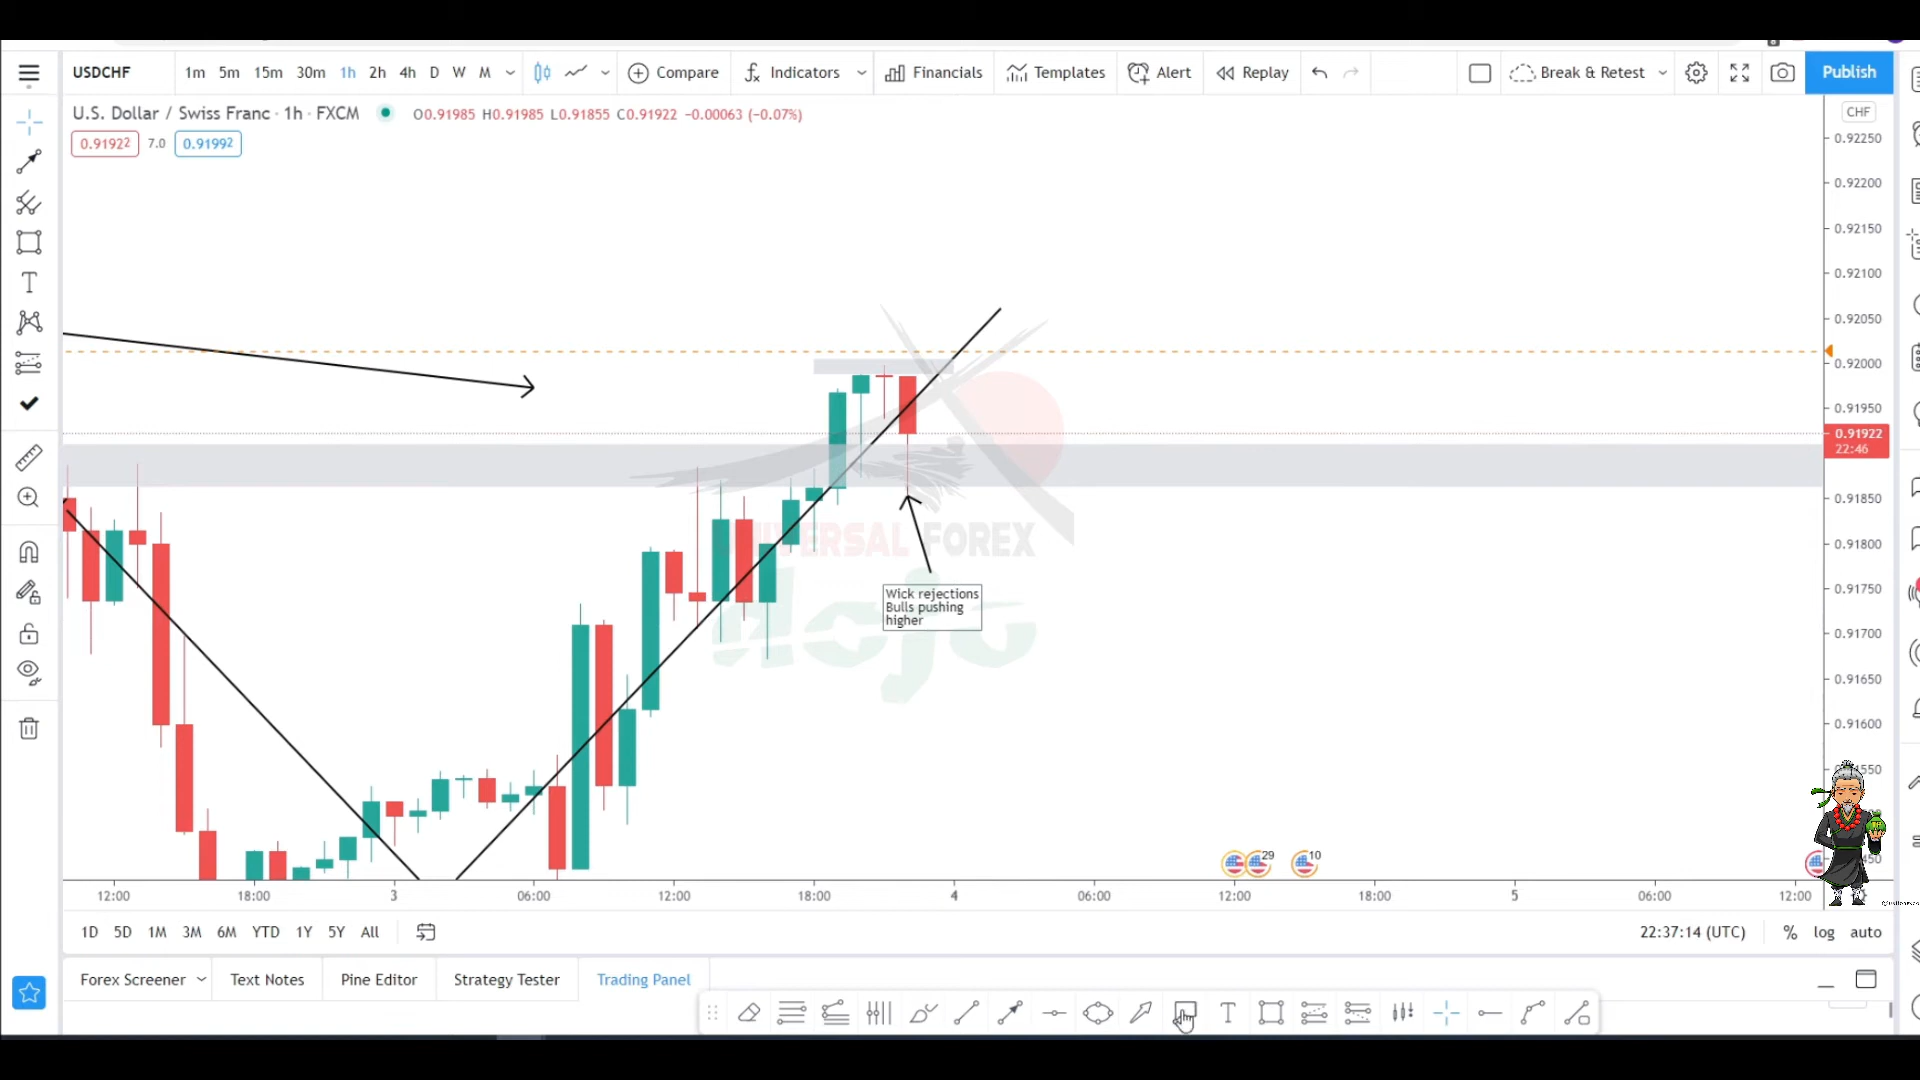 USDCHF 1m 5m 15m 30m 1h 2h 4h D W M Compare Indicators Financials Templates Alert Replay Break & Retest Publish
U.S. Dollar / Swiss Franc · 1h · FXCM O0.91985 H0.91985 L0.91855 C0.91922 −0.00063 (−0.07%)
CHF
0.91922 7.0 0.91992
0.92250
0.92200
0.92150
0.92100
0.92050
0.92000
0.91950
0.91922
22:46
0.91850
0.91800
0.91750
0.91700
0.91650
0.91600
UNIVERSAL FOREX
dojo
Wick rejections
Bulls pushing
higher
29 10
12:00 18:00 3 06:00 12:00 18:00 4 06:00 12:00 18:00 5 06:00 12:00
1D 5D 1M 3M 6M YTD 1Y 5Y All 22:37:14 (UTC) % log auto
Forex Screener Text Notes Pine Editor Strategy Tester Trading Panel